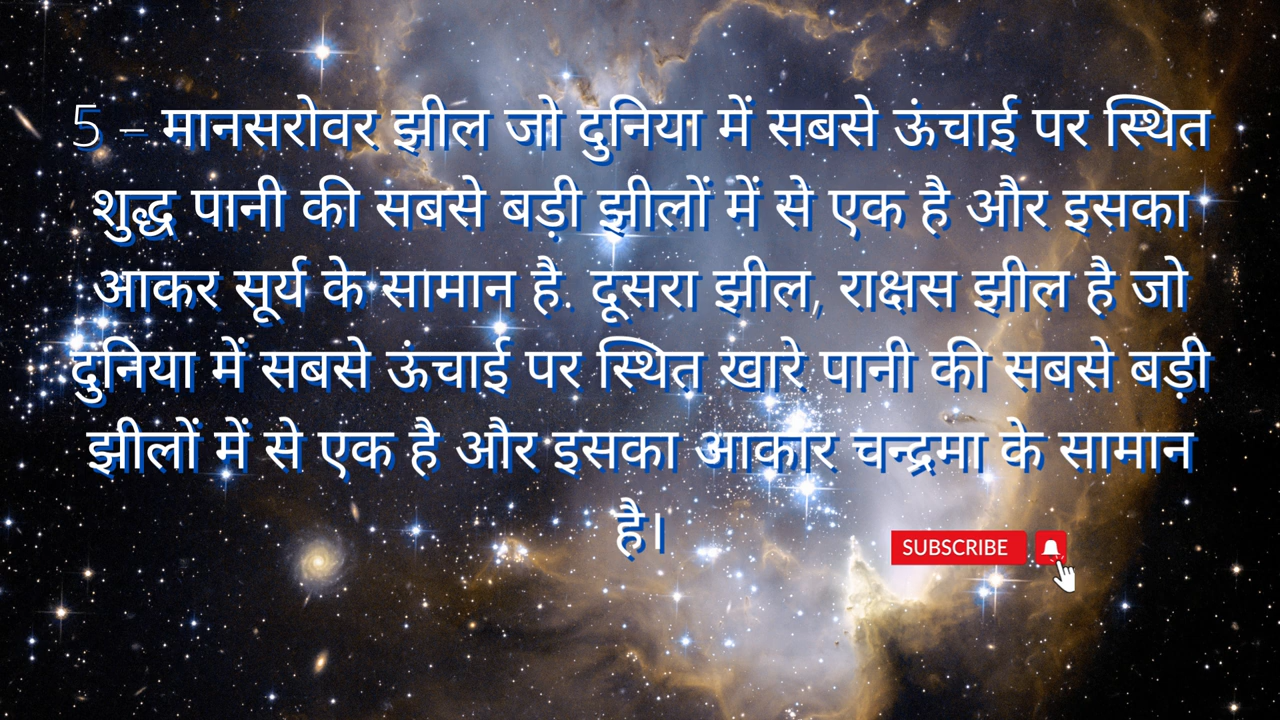 5 – मानसरोवर झील जो दुनिया में सबसे ऊंचाई पर स्थित
शुद्ध पानी की सबसे बड़ी झीलों में से एक है और इसका
आकर सूर्य के सामान है. दूसरा झील, राक्षस झील है जो
दुनिया में सबसे ऊंचाई पर स्थित खारे पानी की सबसे बड़ी
झीलों में से एक है और इसका आकार चन्द्रमा के सामान
है।
SUBSCRIBE